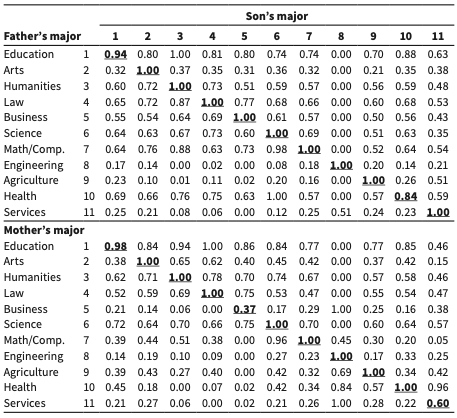 Son's major
Father's major 1 2 3 4 5 6 7 8 9 10 11
Education 1 0.94 0.80 1.00 0.81 0.80 0.74 0.74 0.00 0.70 0.88 0.63
Arts 2 0.32 1.00 0.37 0.35 0.31 0.36 0.32 0.00 0.21 0.35 0.38
Humanities 3 0.60 0.72 1.00 0.73 0.51 0.59 0.57 0.00 0.56 0.59 0.48
Law 4 0.65 0.72 0.87 1.00 0.77 0.68 0.66 0.00 0.60 0.68 0.53
Business 5 0.55 0.54 0.64 0.69 1.00 0.61 0.57 0.00 0.50 0.56 0.43
Science 6 0.64 0.63 0.67 0.73 0.60 1.00 0.69 0.00 0.51 0.63 0.35
Math/Comp. 7 0.64 0.76 0.88 0.63 0.73 0.98 1.00 0.00 0.52 0.64 0.54
Engineering 8 0.17 0.14 0.00 0.02 0.00 0.08 0.18 1.00 0.20 0.14 0.21
Agriculture 9 0.23 0.10 0.01 0.11 0.02 0.20 0.16 0.00 1.00 0.26 0.51
Health 10 0.69 0.66 0.76 0.75 0.63 1.00 0.57 0.00 0.57 0.84 0.59
Services 11 0.25 0.21 0.08 0.06 0.00 0.12 0.25 0.51 0.24 0.23 1.00
Mother's major
Education 1 0.98 0.84 0.94 1.00 0.86 0.84 0.77 0.00 0.77 0.85 0.46
Arts 2 0.38 1.00 0.65 0.62 0.40 0.45 0.42 0.00 0.37 0.42 0.15
Humanities 3 0.62 0.71 1.00 0.78 0.70 0.74 0.67 0.00 0.57 0.58 0.46
Law 4 0.52 0.59 0.69 1.00 0.75 0.53 0.47 0.00 0.55 0.54 0.47
Business 5 0.21 0.14 0.06 0.00 0.37 0.17 0.29 1.00 0.25 0.16 0.38
Science 6 0.72 0.64 0.70 0.66 0.75 1.00 0.70 0.00 0.60 0.64 0.57
Math/Comp. 7 0.39 0.44 0.51 0.38 0.00 0.96 1.00 0.45 0.30 0.20 0.05
Engineering 8 0.14 0.19 0.10 0.09 0.00 0.27 0.23 1.00 0.17 0.33 0.25
Agriculture 9 0.39 0.43 0.27 0.40 0.00 0.42 0.32 0.69 1.00 0.34 0.42
Health 10 0.45 0.18 0.00 0.07 0.02 0.42 0.34 0.84 0.57 1.00 0.96
Services 11 0.21 0.27 0.06 0.00 0.02 0.21 0.26 1.00 0.28 0.22 0.60